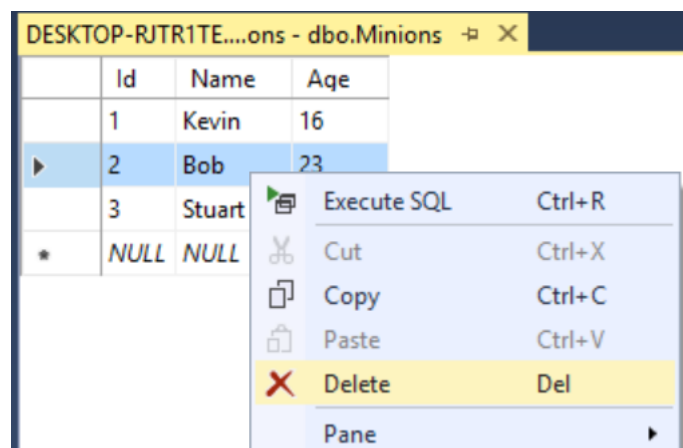 DESKTOP-RJTR1TE....ons - dbo.Minions
Id Name Age
1 Kevin 16
2 Bob 23
3 Stuart
NULL NULL
Execute SQL Ctrl+R
Cut Ctrl+X
Copy Ctrl+C
Paste Ctrl+V
Delete Del
Pane